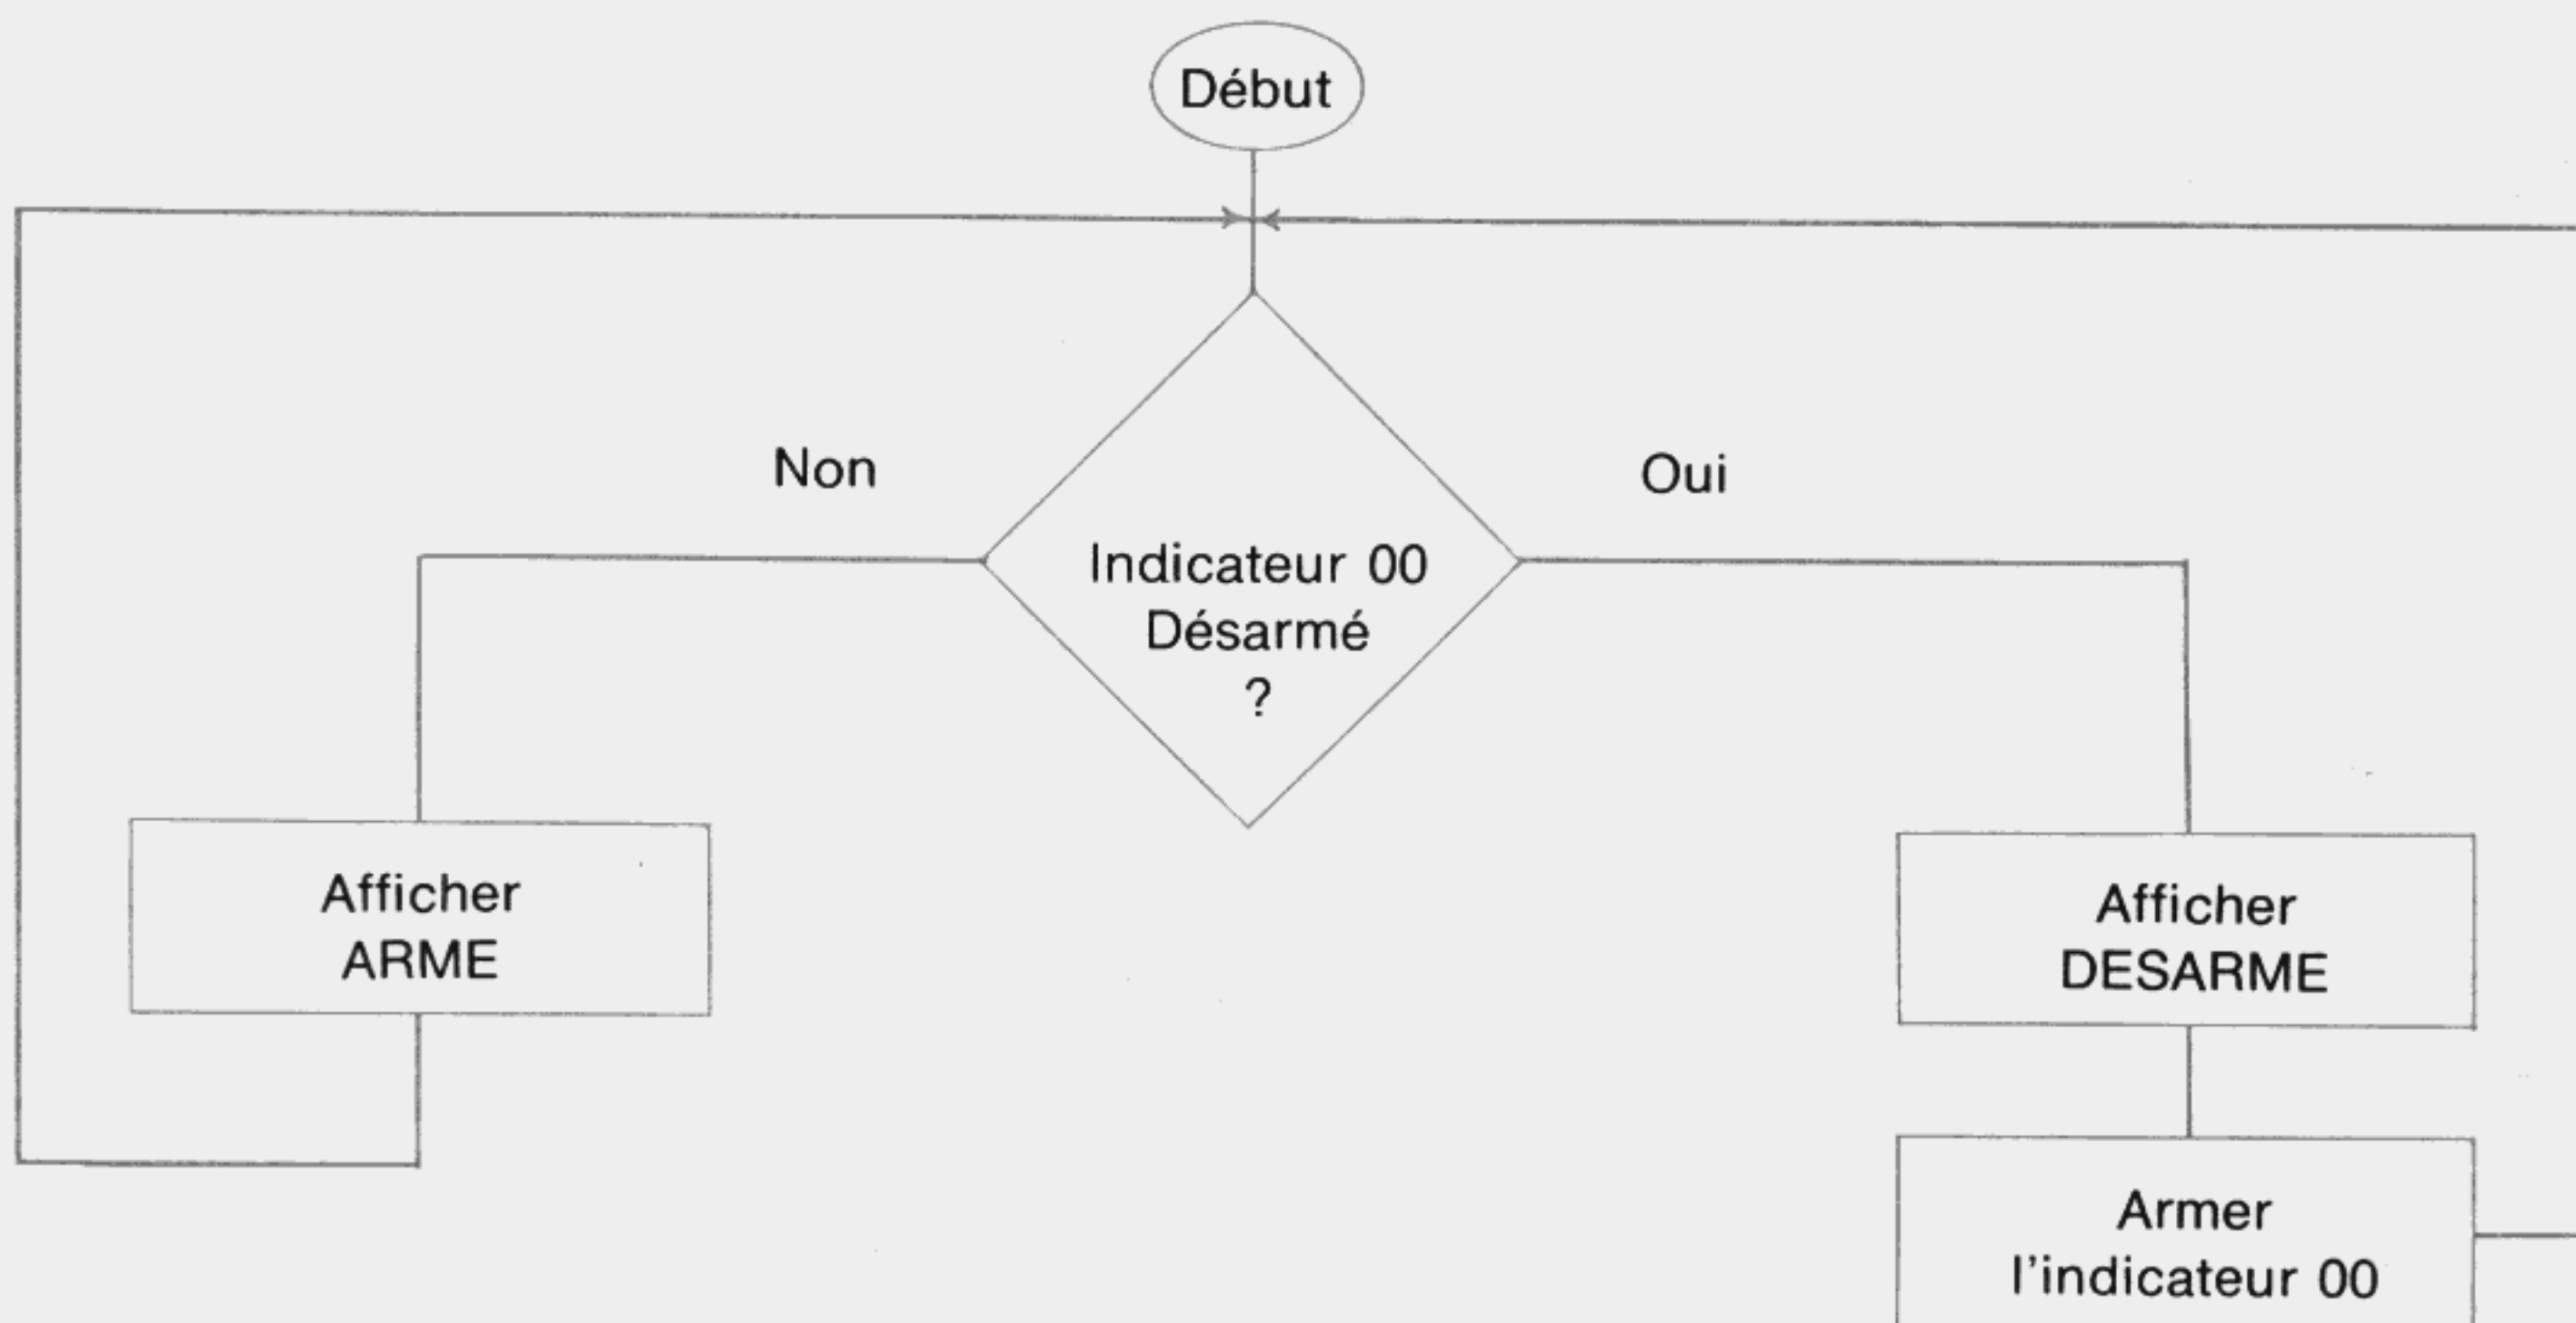 Début
Non
Oui
Indicateur 00
Désarmé
?
Afficher
ARME
Afficher
DESARME
Armer
l'indicateur 00